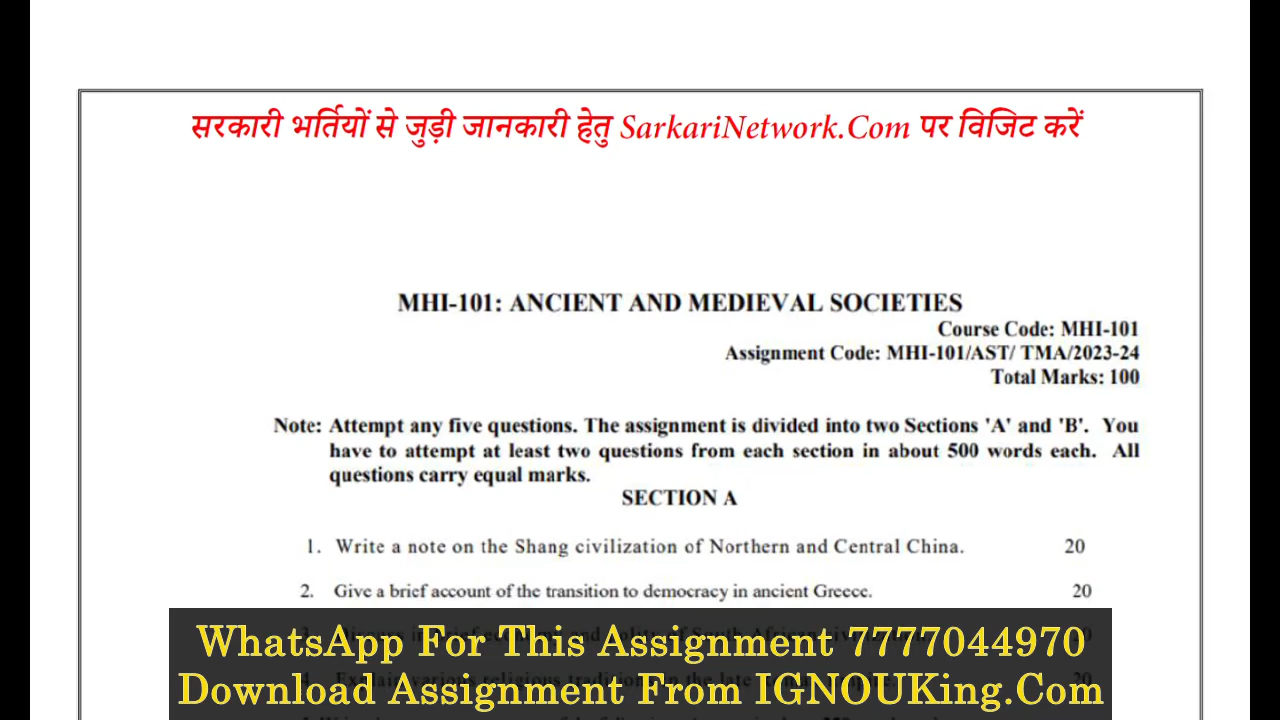 सरकारी भर्तियों से जुड़ी जानकारी हेतु SarkariNetwork.Com पर विजिट करें
MHI-101: ANCIENT AND MEDIEVAL SOCIETIES
Course Code: MHI-101
Assignment Code: MHI-101/AST/ TMA/2023-24
Total Marks: 100
Note: Attempt any five questions. The assignment is divided into two Sections 'A' and 'B'. You
have to attempt at least two questions from each section in about 500 words each. All
questions carry equal marks.
SECTION A
1. Write a note on the Shang civilization of Northern and Central China. 20
2. Give a brief account of the transition to democracy in ancient Greece. 20
WhatsApp For This Assignment 7777044970
Download Assignment From IGNOUKing.Com